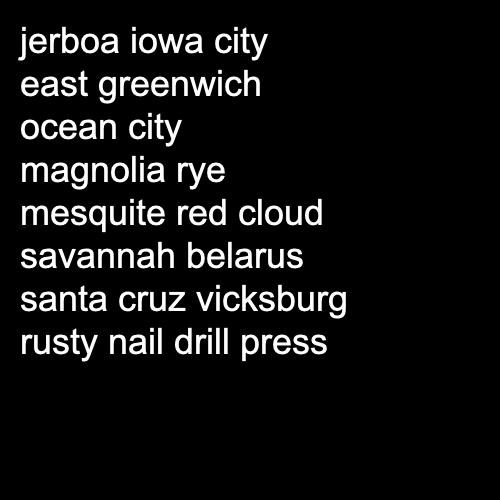 jerboa iowa city
east greenwich
ocean city
magnolia rye
mesquite red cloud
savannah belarus
santa cruz vicksburg
rusty nail drill press